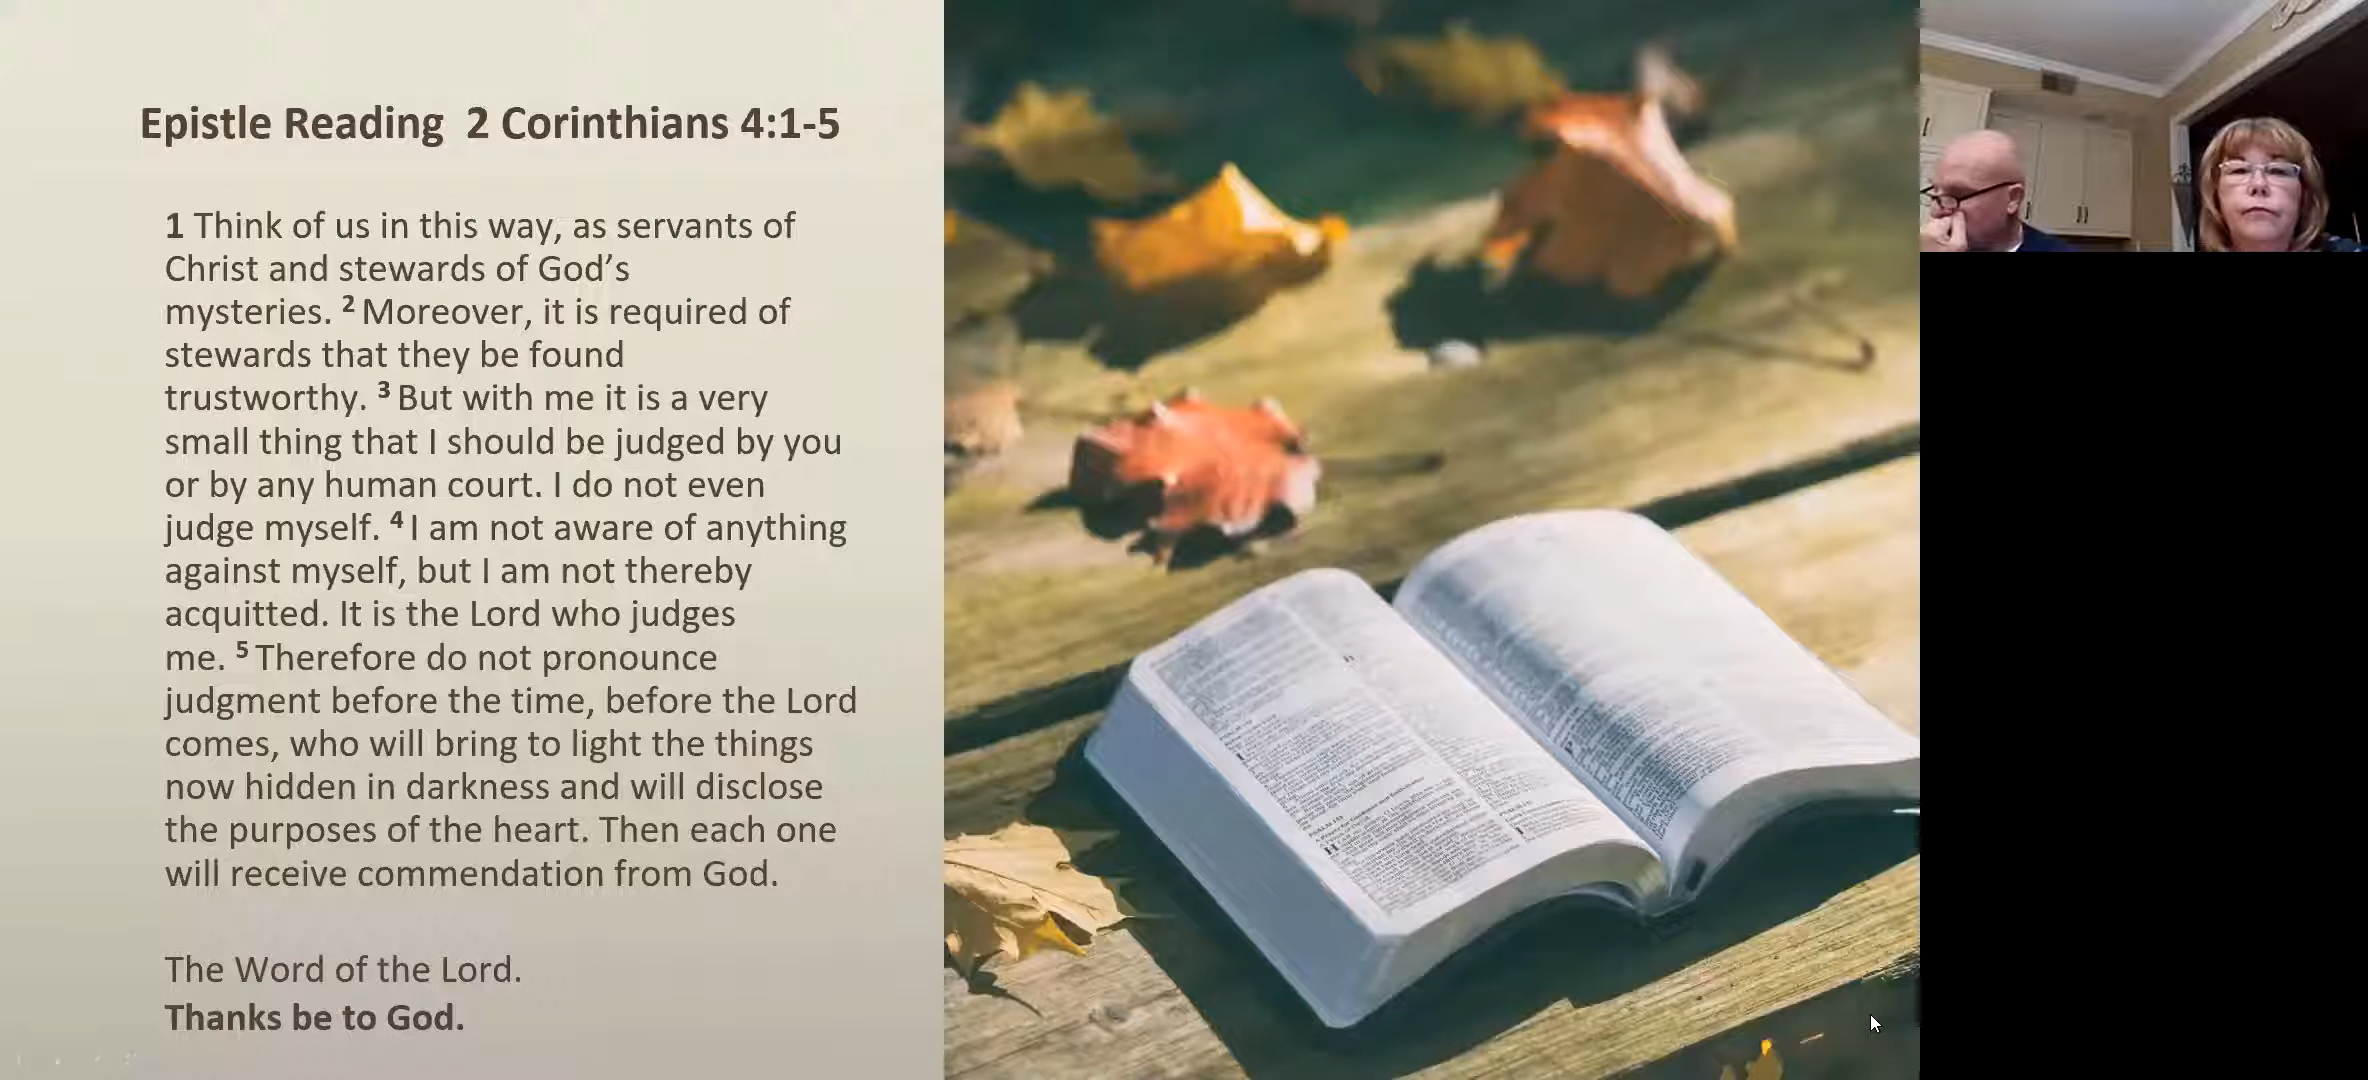 Epistle Reading  2 Corinthians 4:1-5
1 Think of us in this way, as servants of
Christ and stewards of God’s
mysteries. 2 Moreover, it is required of
stewards that they be found
trustworthy. 3 But with me it is a very
small thing that I should be judged by you
or by any human court. I do not even
judge myself. 4 I am not aware of anything
against myself, but I am not thereby
acquitted. It is the Lord who judges
me. 5 Therefore do not pronounce
judgment before the time, before the Lord
comes, who will bring to light the things
now hidden in darkness and will disclose
the purposes of the heart. Then each one
will receive commendation from God.
The Word of the Lord.
Thanks be to God.